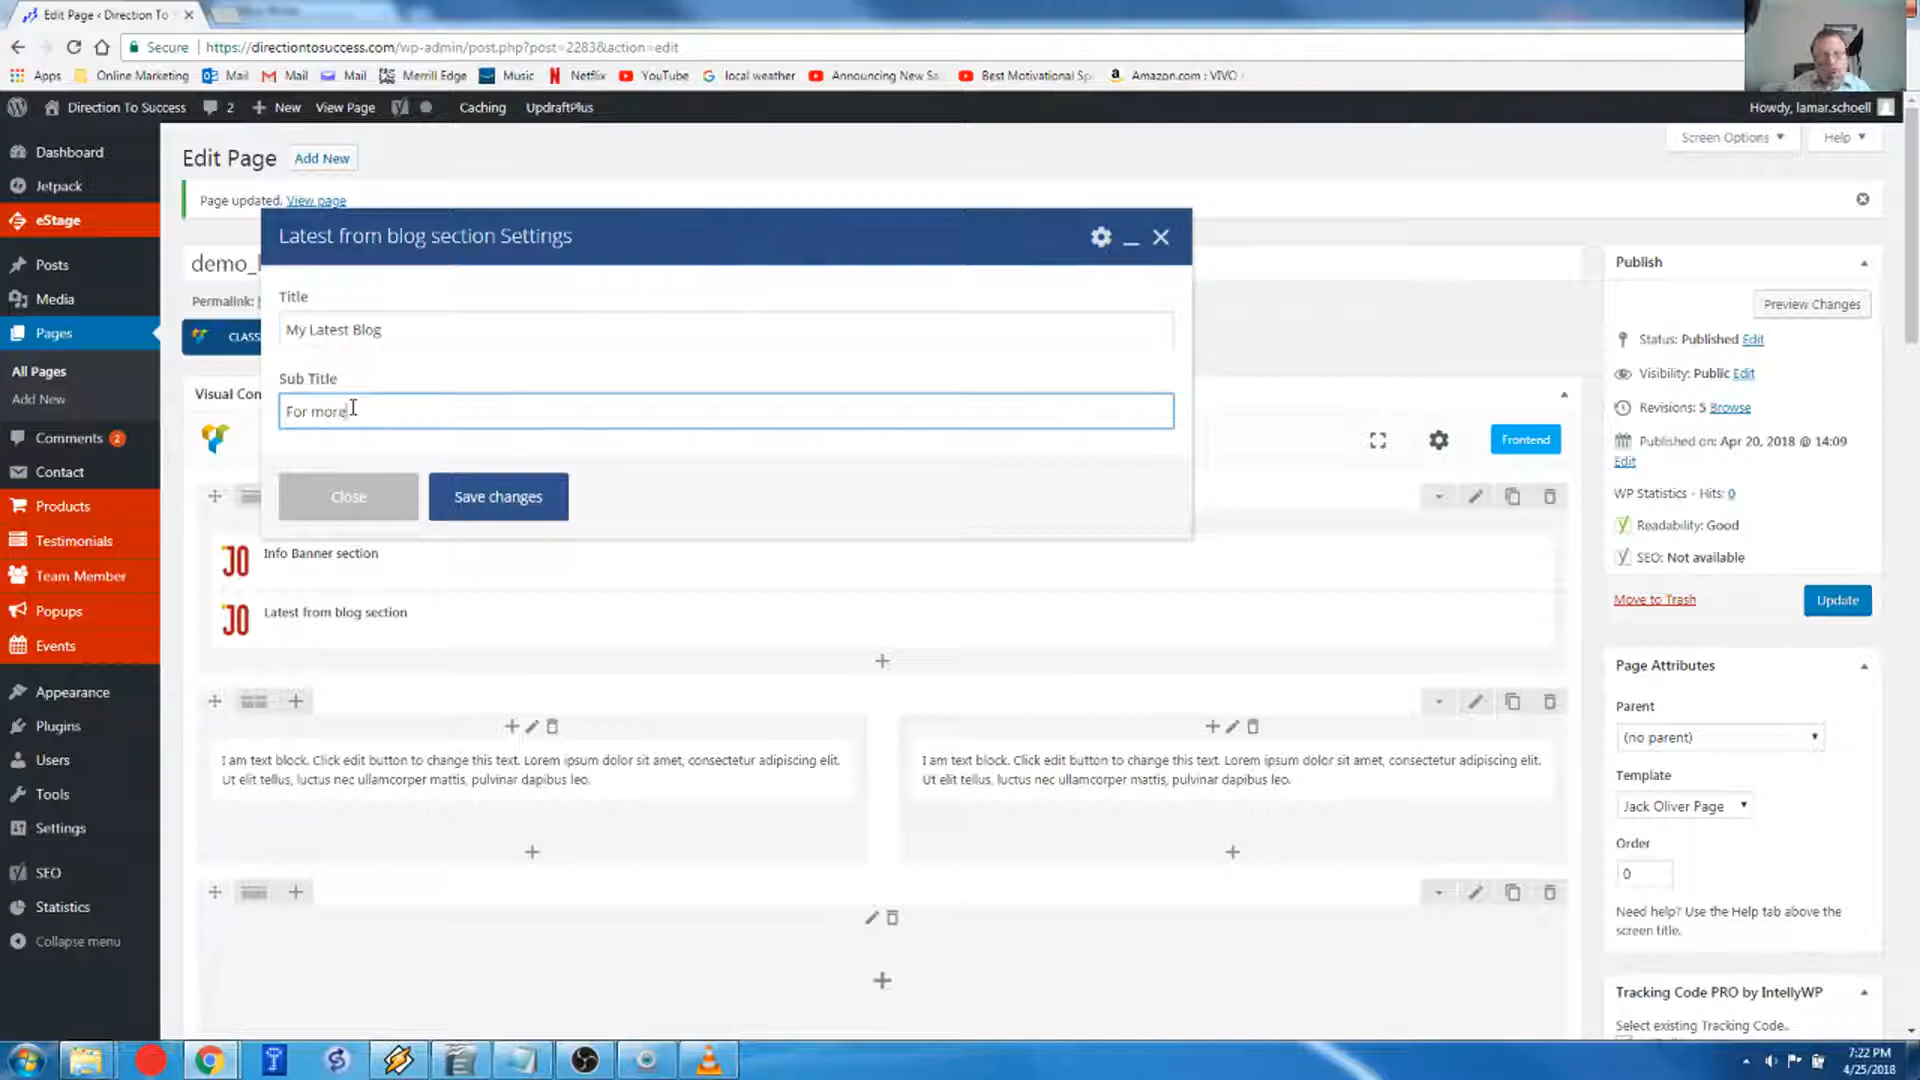 Edit Page ‹ Direction To
Secure https://directiontosuccess.com/wp-admin/post.php?post=2283&action=edit
Apps Online Marketing Mail Mail Mail Merrill Edge Music Netflix YouTube local weather Announcing New Sa Best Motivational Sp Amazon.com : VIVO
Direction To Success 2 New View Page Caching UpdraftPlus Howdy, lamar.schoell
Screen Options Help
Edit Page Add New
Page updated. View page
Dashboard
Jetpack
eStage
Posts
Media
Pages
All Pages
Add New
Comments 2
Contact
Products
Testimonials
Team Member
Popups
Events
Appearance
Plugins
Users
Tools
Settings
SEO
Statistics
Collapse menu
demo_
Permalink:
CLASS
Visual Con
Frontend
Latest from blog section Settings
Title
My Latest Blog
Sub Title
For more
Close Save changes
Info Banner section
Latest from blog section
I am text block. Click edit button to change this text. Lorem ipsum dolor sit amet, consectetur adipiscing elit.
Ut elit tellus, luctus nec ullamcorper mattis, pulvinar dapibus leo.
I am text block. Click edit button to change this text. Lorem ipsum dolor sit amet, consectetur adipiscing elit.
Ut elit tellus, luctus nec ullamcorper mattis, pulvinar dapibus leo.
Publish
Preview Changes
Status: Published Edit
Visibility: Public Edit
Revisions: 5 Browse
Published on: Apr 20, 2018 @ 14:09
Edit
WP Statistics - Hits: 0
Readability: Good
SEO: Not available
Move to Trash Update
Page Attributes
Parent
(no parent)
Template
Jack Oliver Page
Order
0
Need help? Use the Help tab above the
screen title.
Tracking Code PRO by IntellyWP
Select existing Tracking Code..
7:22 PM
4/25/2018